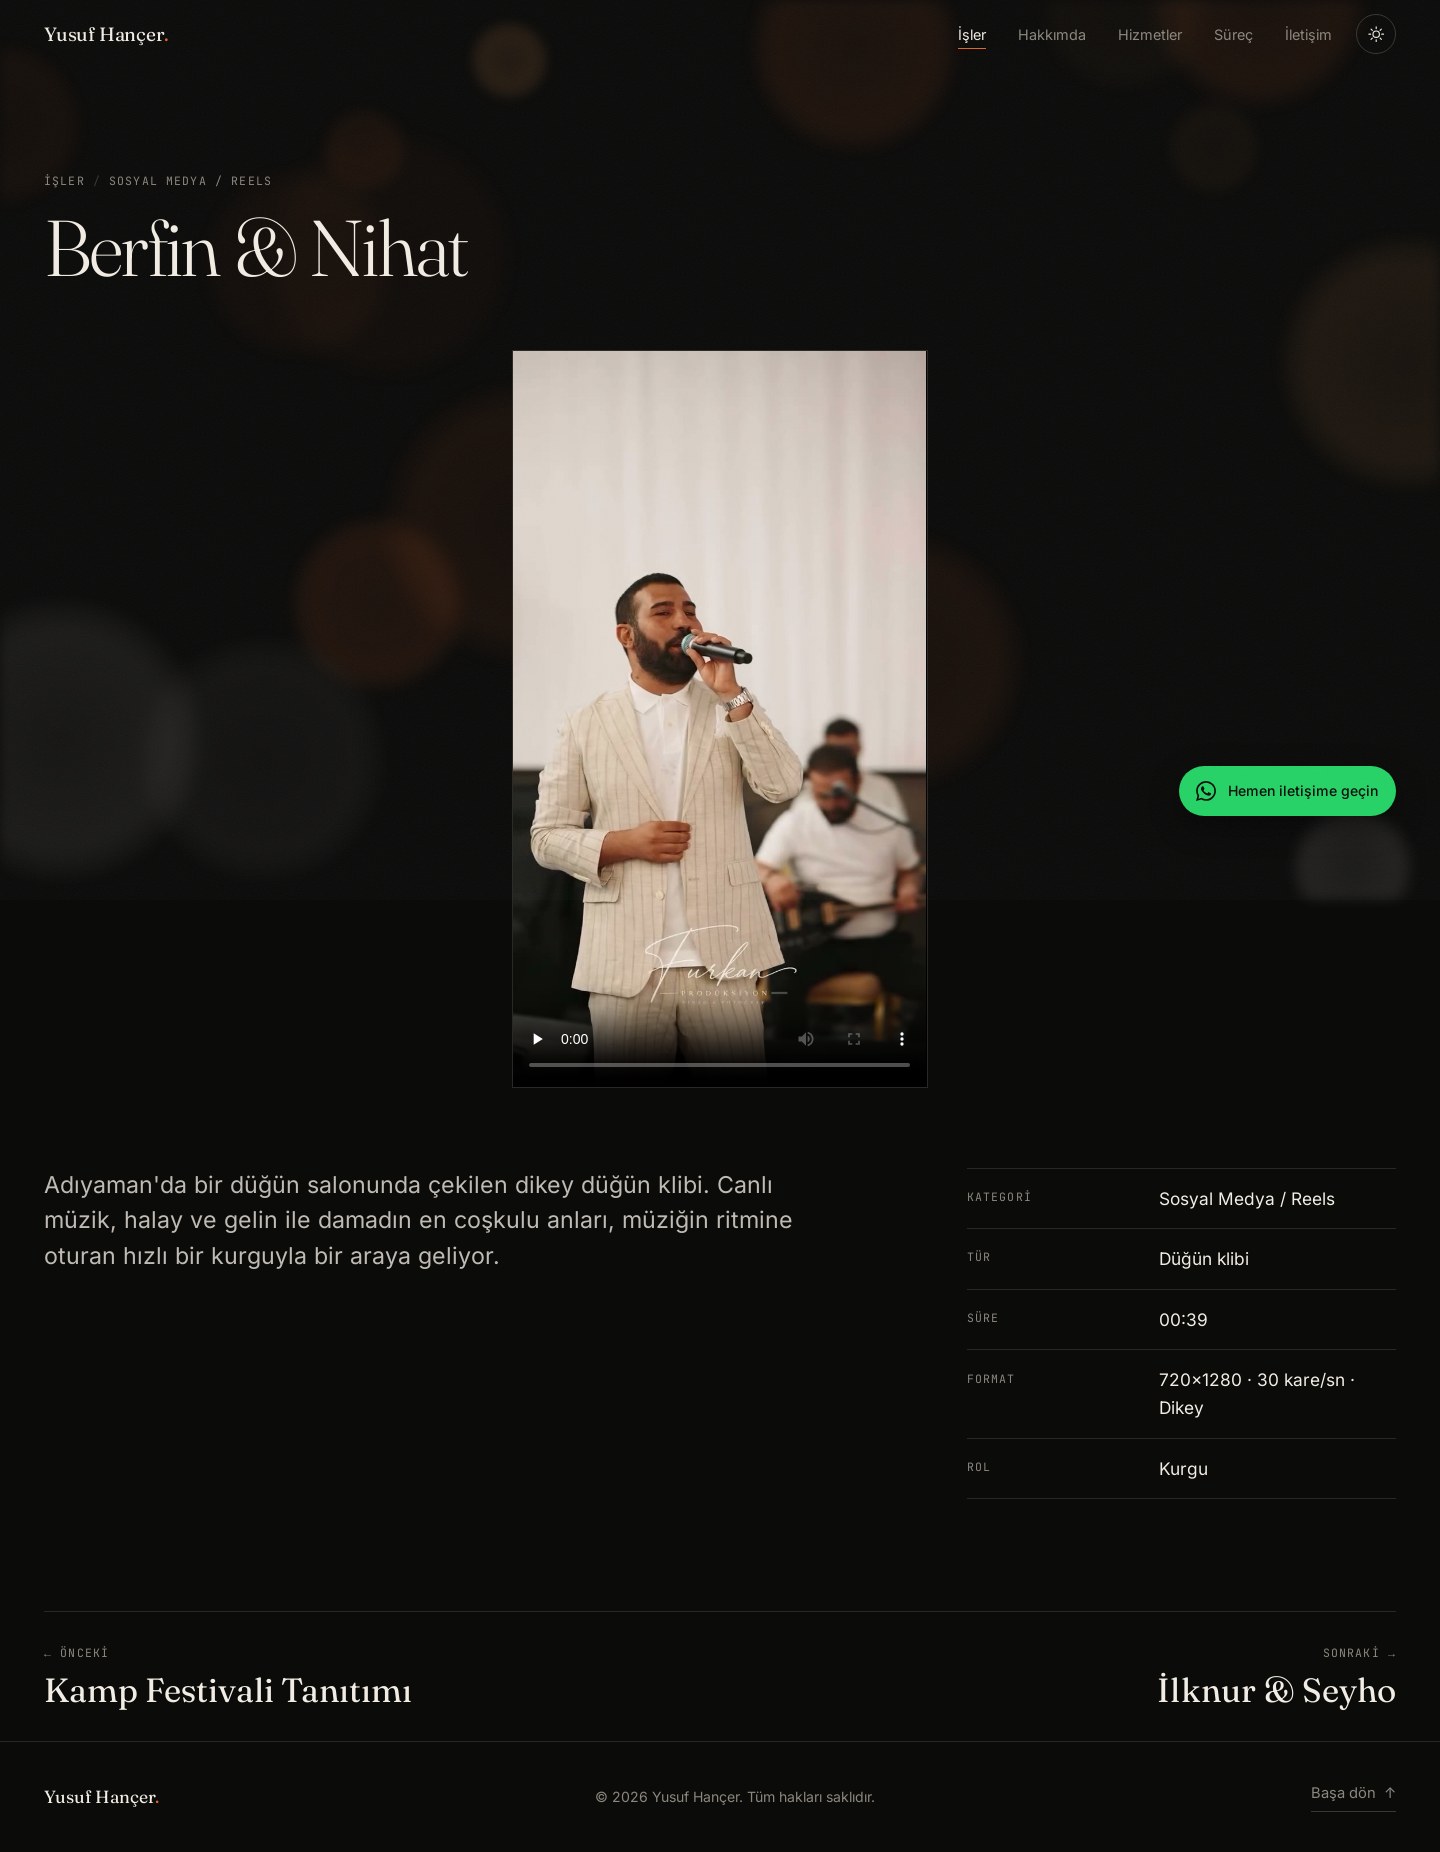 Yusuf Hançer.
İşler
Hakkımda
Hizmetler
Süreç
İletişim
İŞLER / SOSYAL MEDYA / REELS
Berfin & Nihat
Hemen iletişime geçin
Furkan
PRODÜKSİYON
0:00
Adıyaman'da bir düğün salonunda çekilen dikey düğün klibi. Canlı
müzik, halay ve gelin ile damadın en coşkulu anları, müziğin ritmine
oturan hızlı bir kurguyla bir araya geliyor.
KATEGORİ Sosyal Medya / Reels
TÜR Düğün klibi
SÜRE 00:39
FORMAT 720×1280 · 30 kare/sn ·
Dikey
ROL Kurgu
← ÖNCEKİ
Kamp Festivali Tanıtımı
SONRAKİ →
İlknur & Seyho
Yusuf Hançer.
© 2026 Yusuf Hançer. Tüm hakları saklıdır.
Başa dön ↑